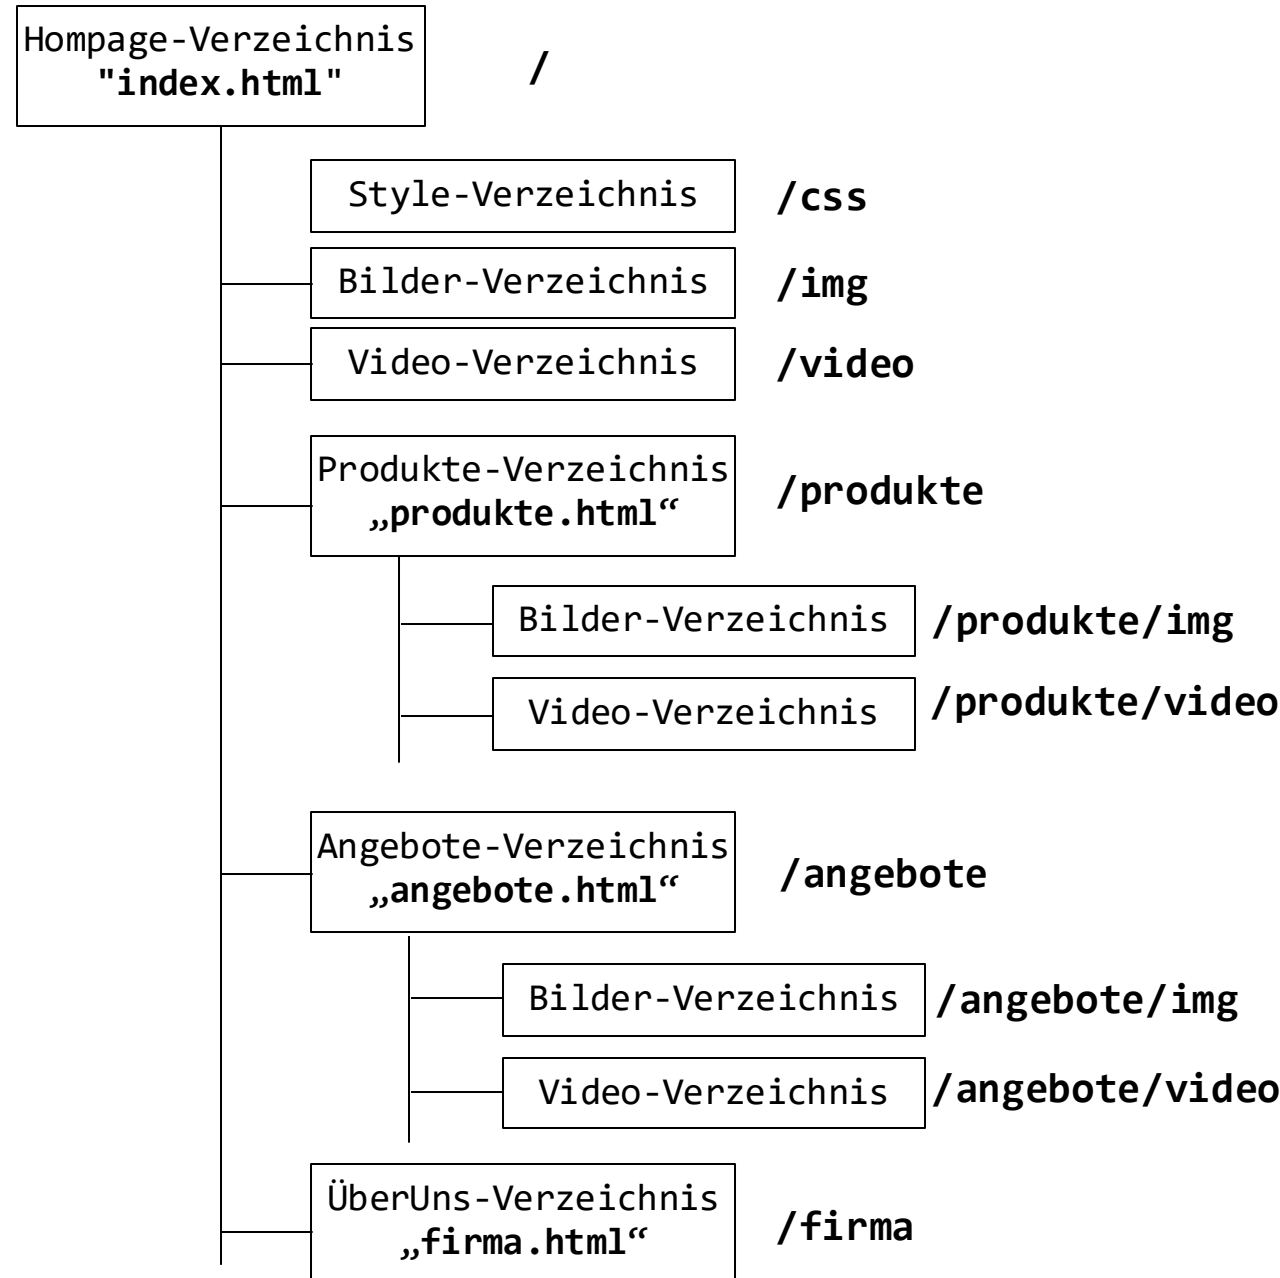 Hompage-Verzeichnis
"index.html"
/
Style-Verzeichnis
/css
Bilder-Verzeichnis
/img
Video-Verzeichnis
/video
Produkte-Verzeichnis
„produkte.html“
/produkte
Bilder-Verzeichnis
/produkte/img
Video-Verzeichnis
/produkte/video
Angebote-Verzeichnis
„angebote.html“
/angebote
Bilder-Verzeichnis
/angebote/img
Video-Verzeichnis
/angebote/video
ÜberUns-Verzeichnis
„firma.html“
/firma